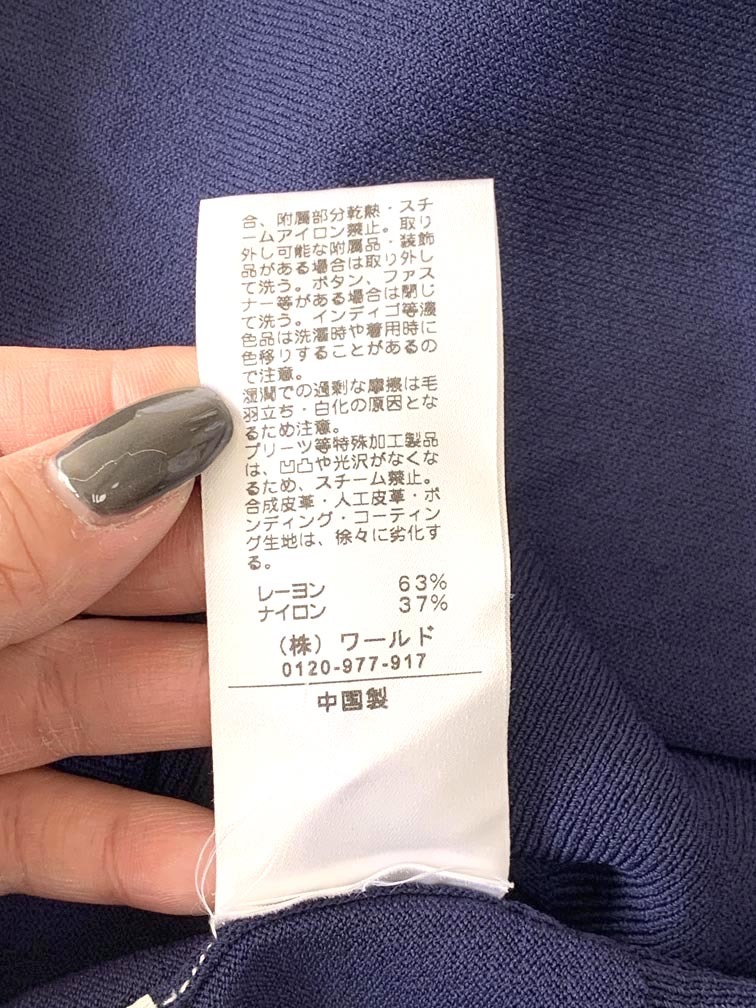 合、附属部分乾熱・スチ
ームアイロン禁止。取り
外し可能な附属品・装飾
品がある場合は取り外し
て洗う。ボタン、ファス
ナー等がある場合は閉じ
て洗う。インディゴ等濃
色品は洗濯時や着用時に
色移りすることがあるの
で注意。
湿潤での過剰な摩擦は毛
羽立ち・白化の原因とな
るため注意。
プリーツ等特殊加工製品
は、凹凸や光沢がなくな
るため、スチーム禁止。
合成皮革・人工皮革・ボ
ンディング・コーティン
グ生地は、徐々に劣化す
る。
レーヨン 63%
ナイロン 37%
（株）ワールド
0120-977-917
中国製